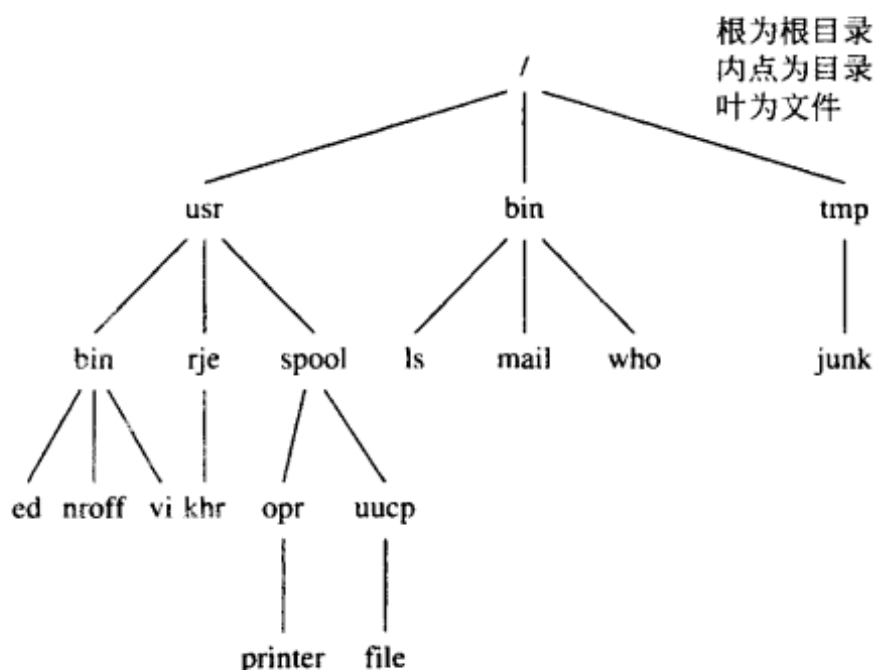 根为根目录
/
内点为目录
叶为文件
usr bin tmp
bin rje spool ls mail who junk
ed nroff vi khr opr uucp
printer file